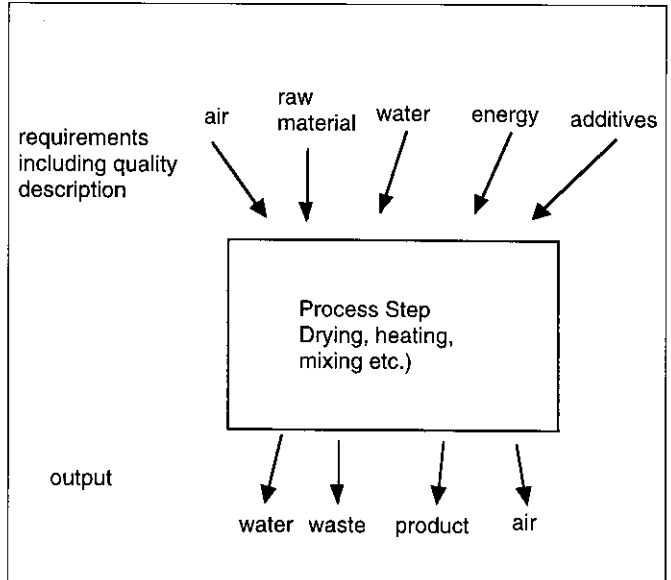 air
raw
material
water
energy
additives
requirements
including quality
description
Process Step
Drying, heating,
mixing etc.)
output
water waste product air